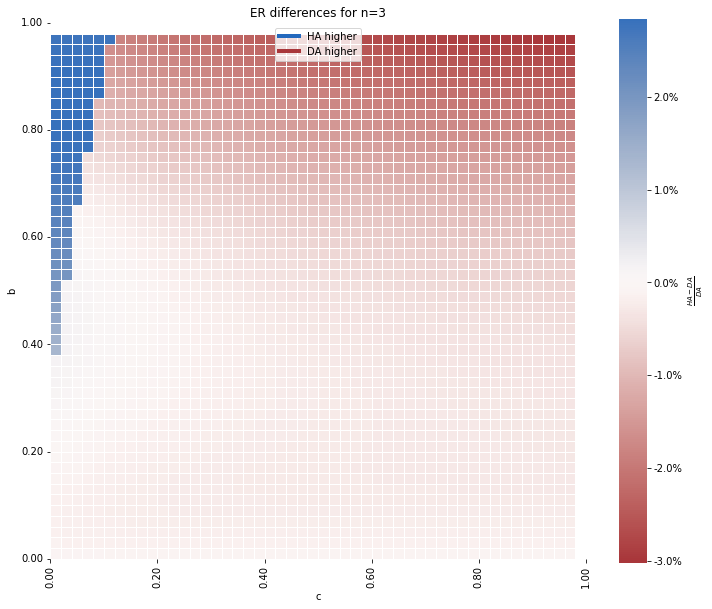 ER differences for n=3
HA higher
DA higher
1.00
0.80
0.60
0.40
0.20
0.00
b
0.00
0.20
0.40
0.60
0.80
1.00
c
2.0%
1.0%
0.0%
-1.0%
-2.0%
-3.0%
HA − DA
DA